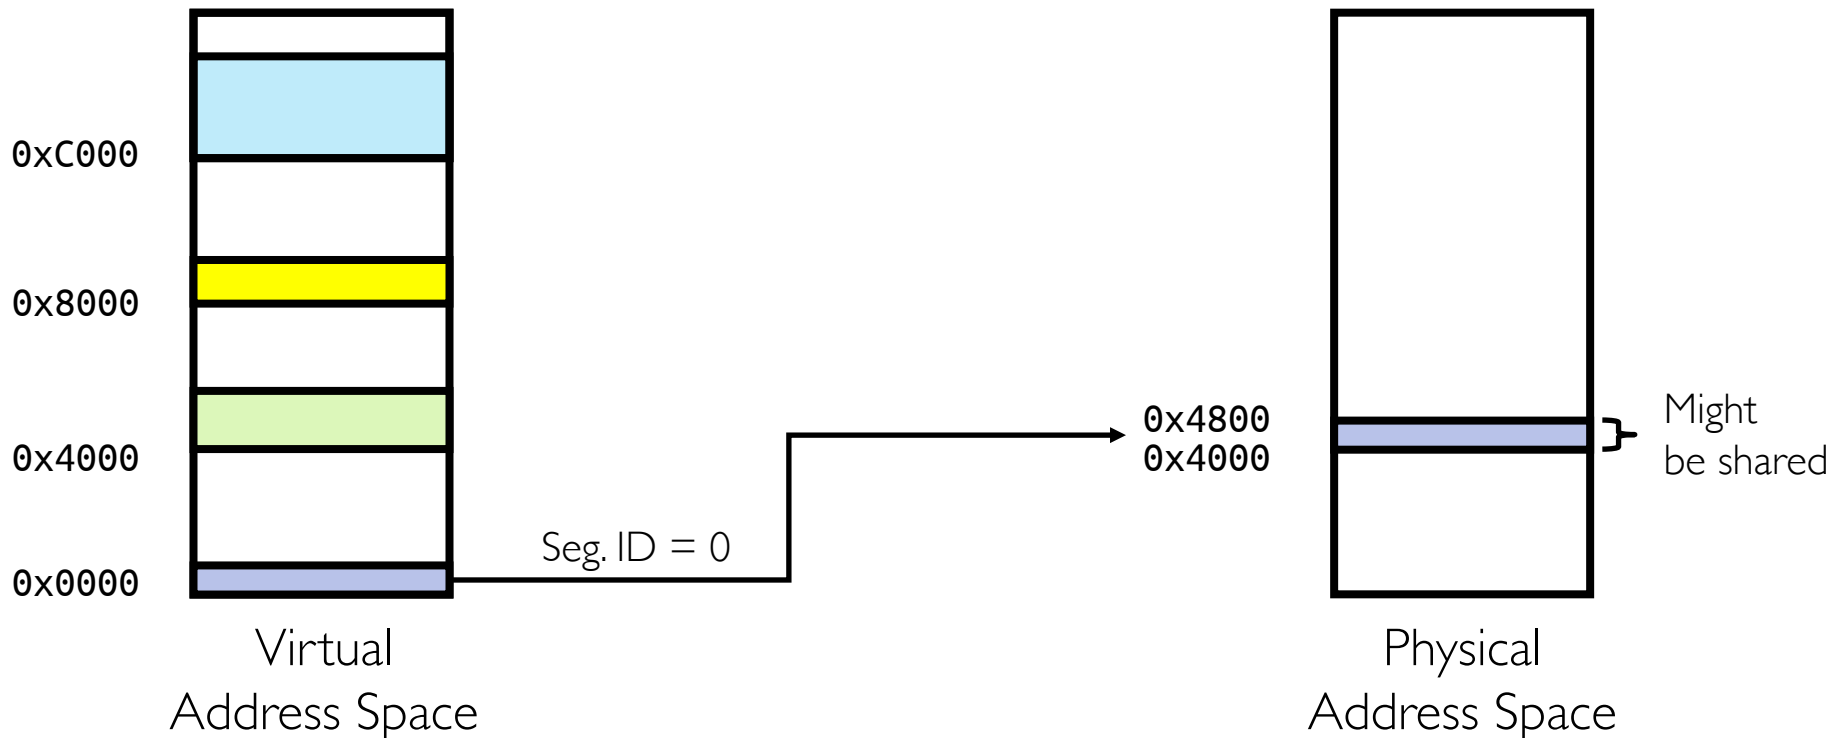 0xC000
0x8000
0x4000
0x0000
Seg. ID = 0
0x4800
0x4000
Might
be shared
Virtual
Address Space
Physical
Address Space